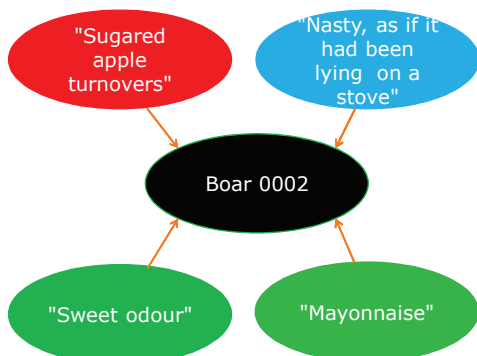 "Sugared
apple
turnovers"
"Nasty, as if it
had been
lying on a
stove"
Boar 0002
"Sweet odour"
"Mayonnaise"